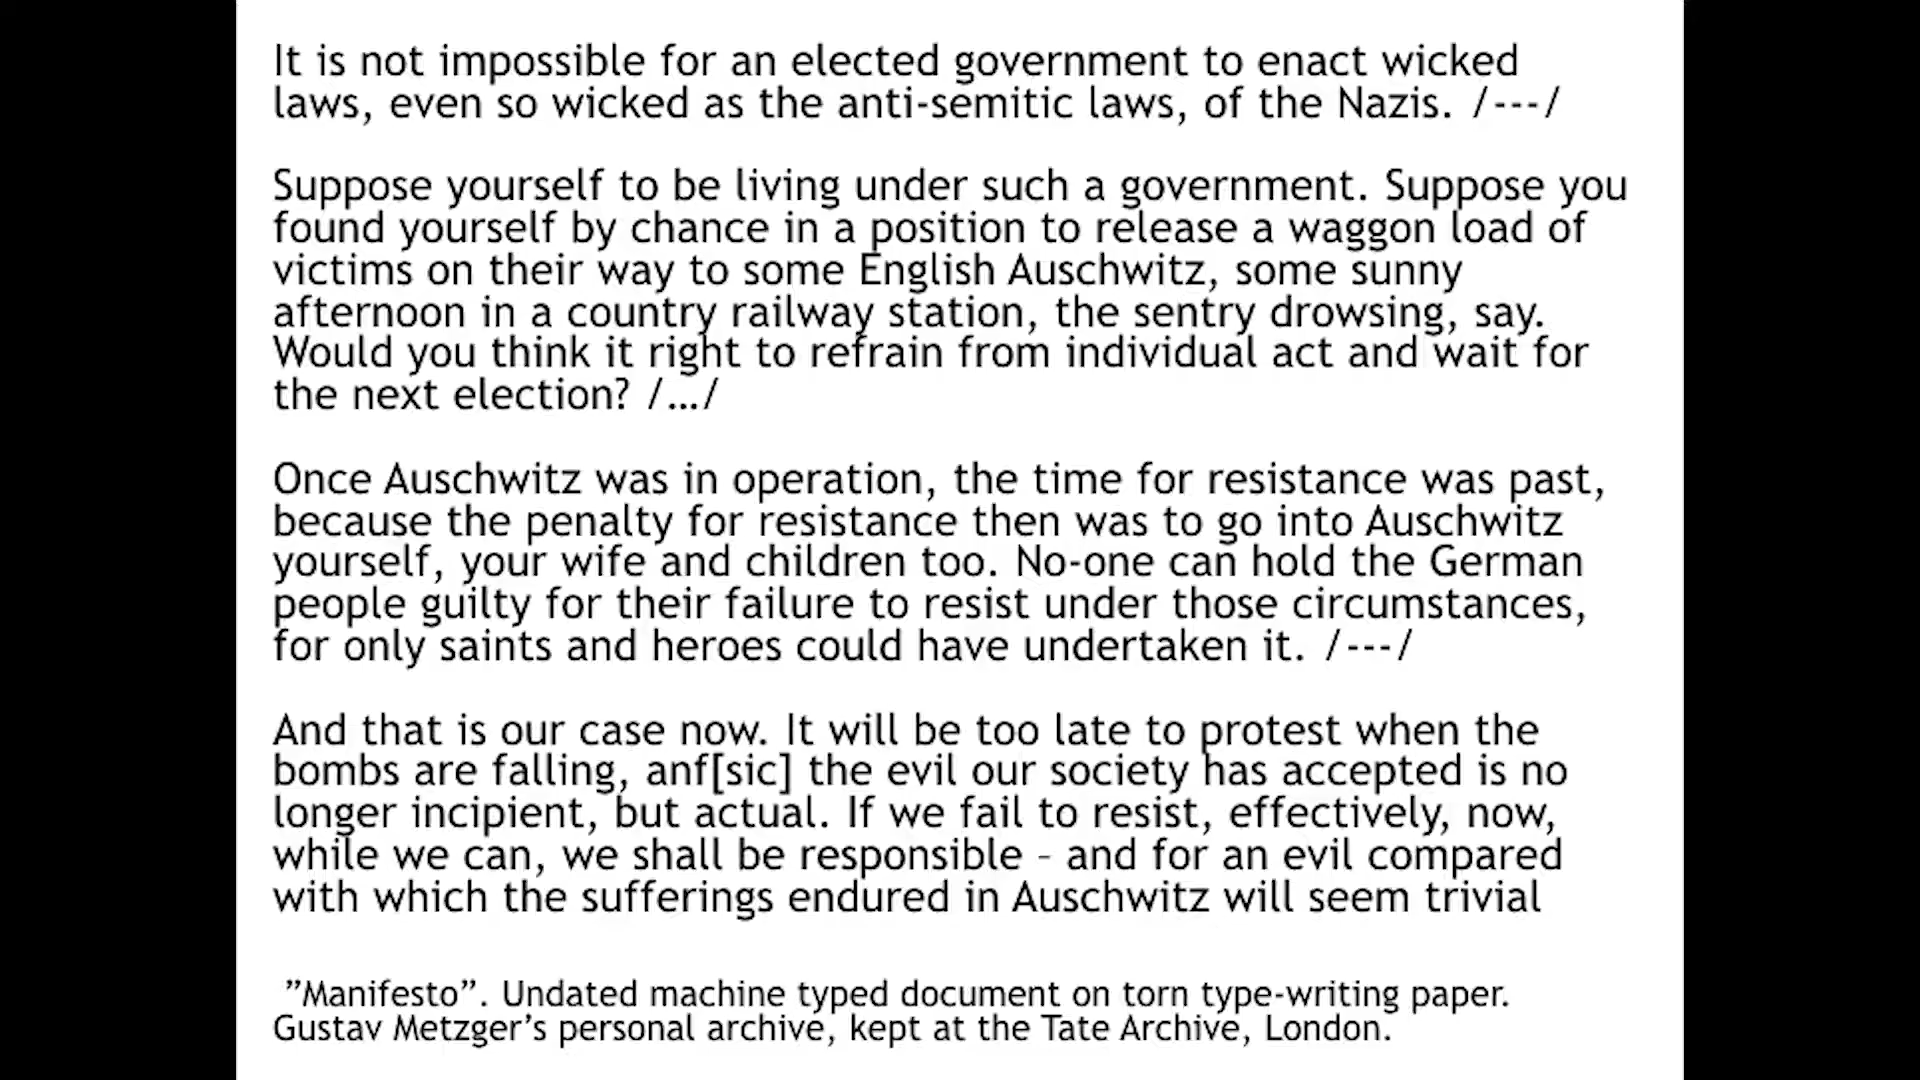 It is not impossible for an elected government to enact wicked
laws, even so wicked as the anti-semitic laws, of the Nazis. /---/
Suppose yourself to be living under such a government. Suppose you
found yourself by chance in a position to release a waggon load of
victims on their way to some English Auschwitz, some sunny
afternoon in a country railway station, the sentry drowsing, say.
Would you think it right to refrain from individual act and wait for
the next election? /…/
Once Auschwitz was in operation, the time for resistance was past,
because the penalty for resistance then was to go into Auschwitz
yourself, your wife and children too. No-one can hold the German
people guilty for their failure to resist under those circumstances,
for only saints and heroes could have undertaken it. /---/
And that is our case now. It will be too late to protest when the
bombs are falling, anf[sic] the evil our society has accepted is no
longer incipient, but actual. If we fail to resist, effectively, now,
while we can, we shall be responsible – and for an evil compared
with which the sufferings endured in Auschwitz will seem trivial
”Manifesto”. Undated machine typed document on torn type-writing paper.
Gustav Metzger’s personal archive, kept at the Tate Archive, London.